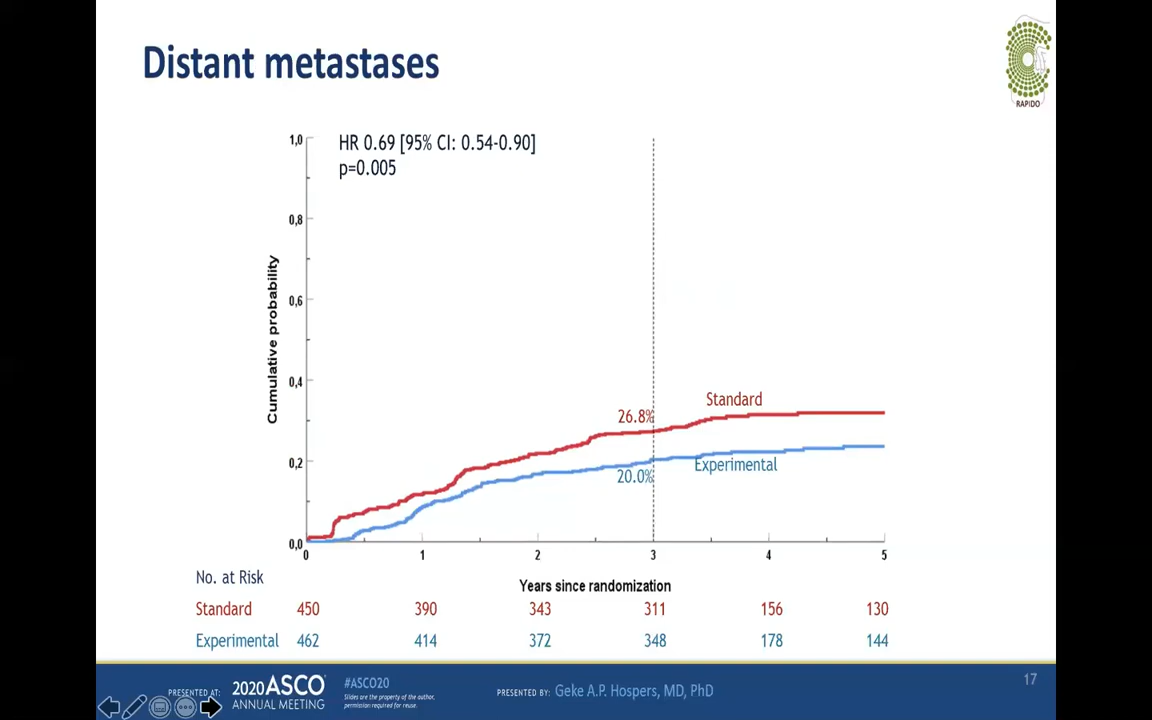 Distant metastases
RAPIDO
HR 0.69 [95% CI: 0.54-0.90]
p=0.005
Cumulative probability
1,0
0,8
0,6
0,4
0,2
0,0
26.8%
Standard
20.0%
Experimental
0 1 2 3 4 5
Years since randomization
No. at Risk
Standard 450 390 343 311 156 130
Experimental 462 414 372 348 178 144
PRESENTED AT:
2020 ASCO
ANNUAL MEETING
#ASCO20
Slides are the property of the author,
permission required for reuse.
PRESENTED BY: Geke A.P. Hospers, MD, PhD
17